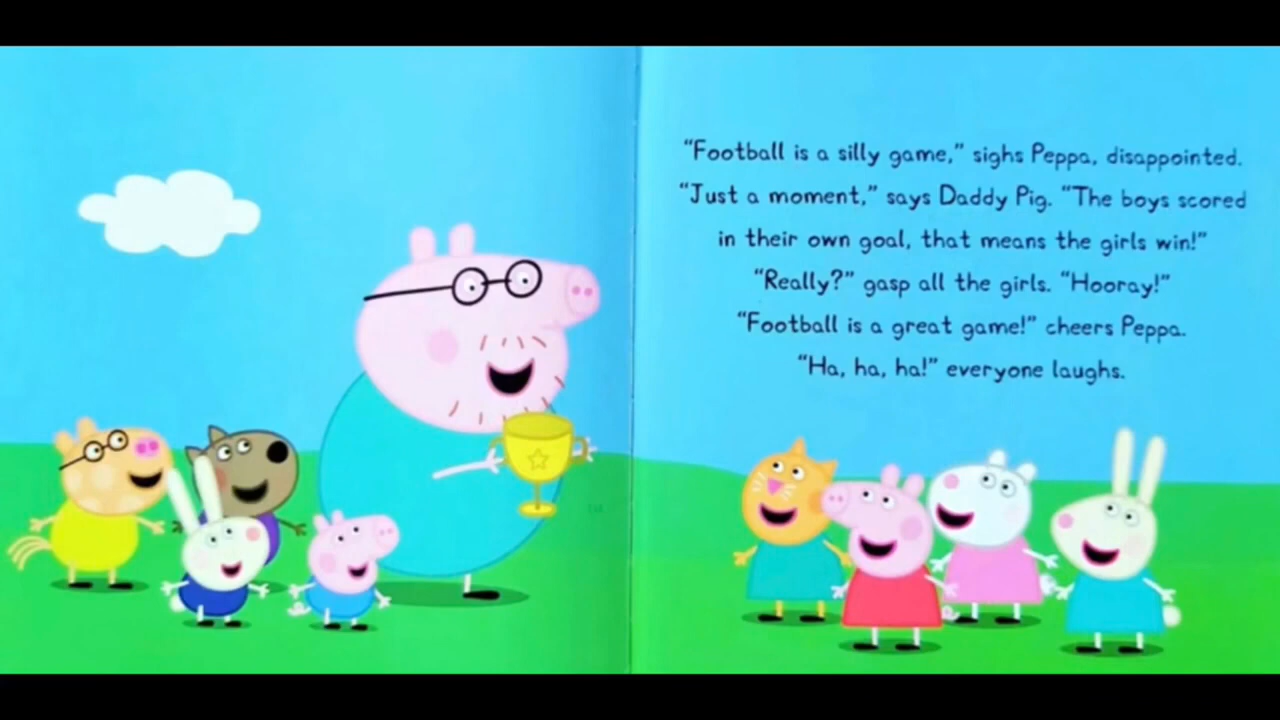 “Football is a silly game,” sighs Peppa, disappointed.
“Just a moment,” says Daddy Pig. “The boys scored
in their own goal, that means the girls win!”
“Really?” gasp all the girls. “Hooray!”
“Football is a great game!” cheers Peppa.
“Ha, ha, ha!” everyone laughs.